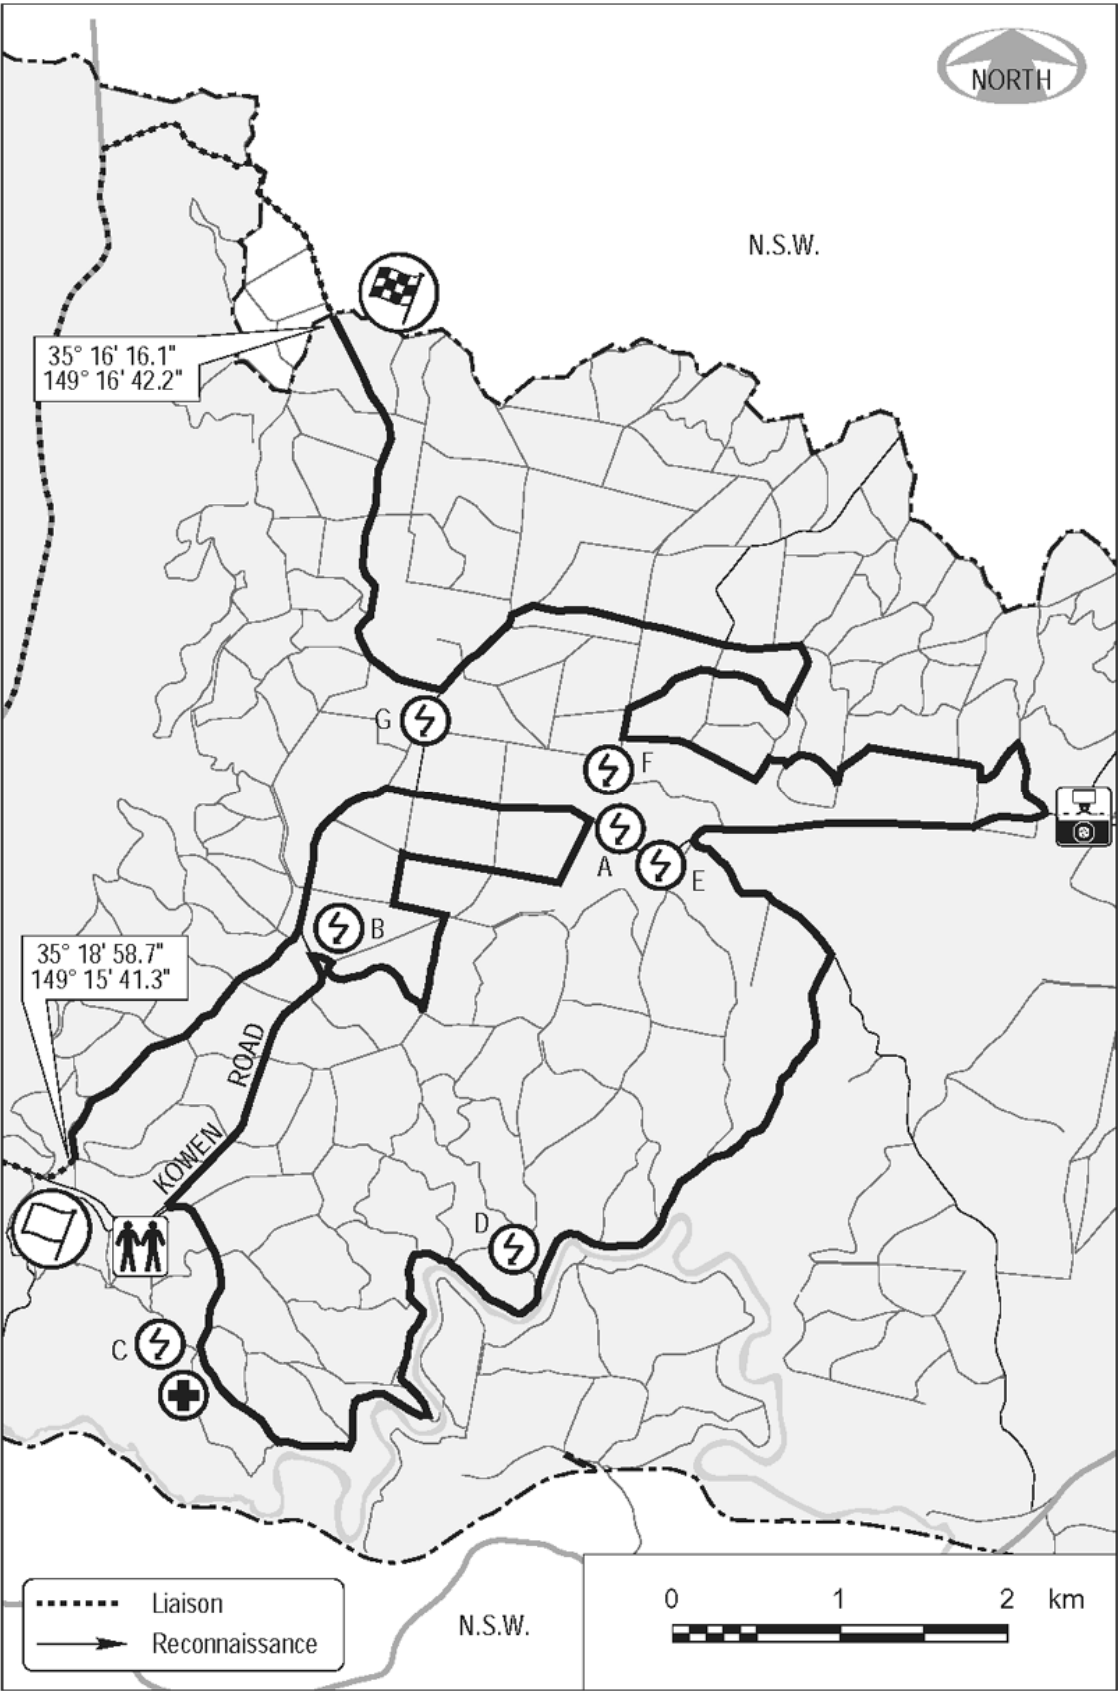 NORTH
N.S.W.
35° 16' 16.1"
149° 16' 42.2"
G
F
A
E
B
35° 18' 58.7"
149° 15' 41.3"
KOWEN ROAD
D
C
Liaison
Reconnaissance
N.S.W.
0 1 2 km